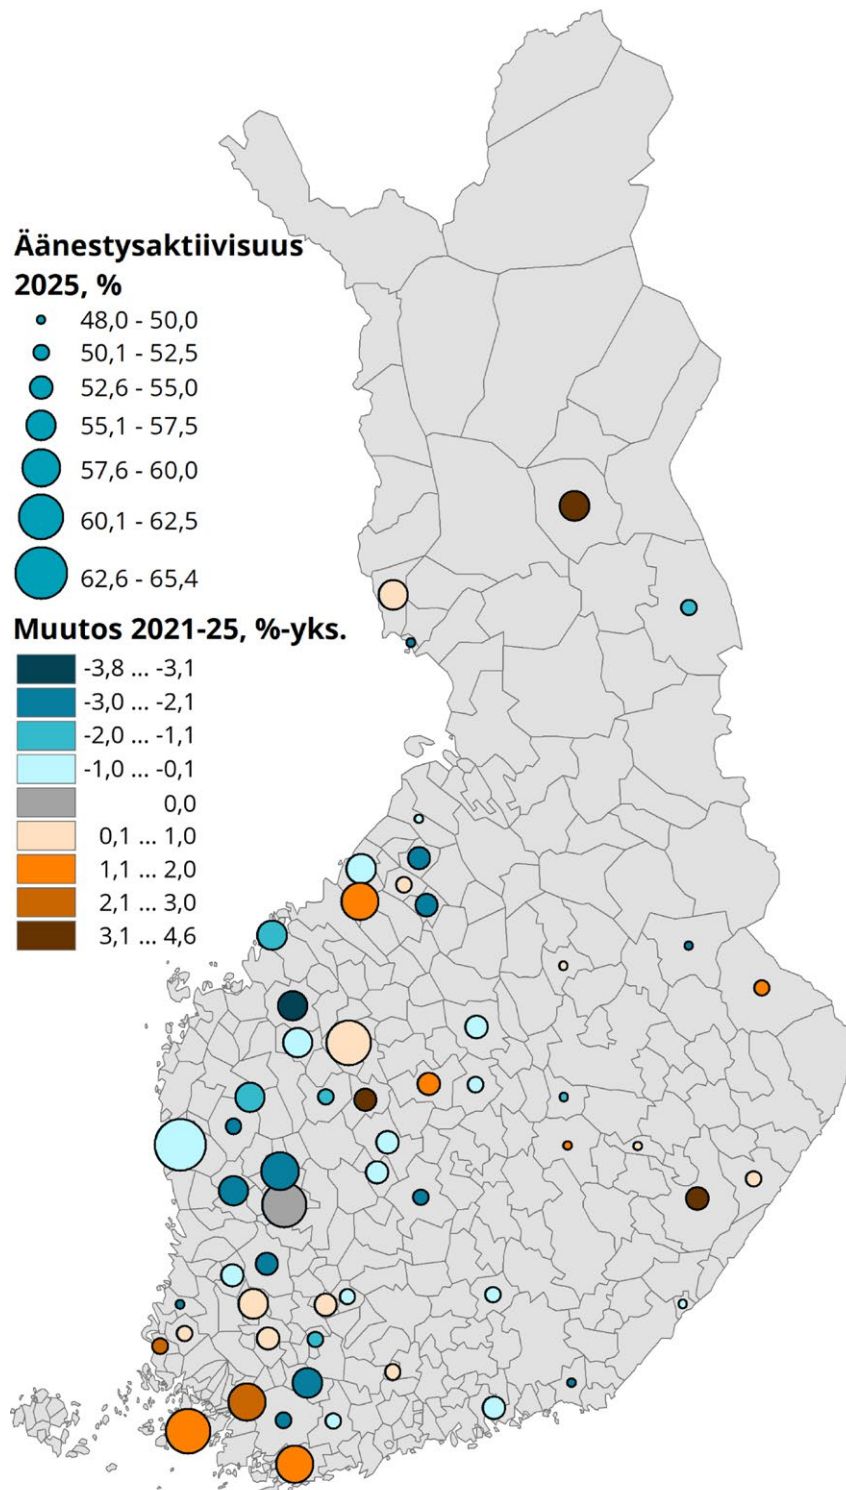 Äänestysaktiivisuus
2025, %
48,0 - 50,0
50,1 - 52,5
52,6 - 55,0
55,1 - 57,5
57,6 - 60,0
60,1 - 62,5
62,6 - 65,4
Muutos 2021-25, %-yks.
-3,8 ... -3,1
-3,0 ... -2,1
-2,0 ... -1,1
-1,0 ... -0,1
0,0
0,1 ... 1,0
1,1 ... 2,0
2,1 ... 3,0
3,1 ... 4,6